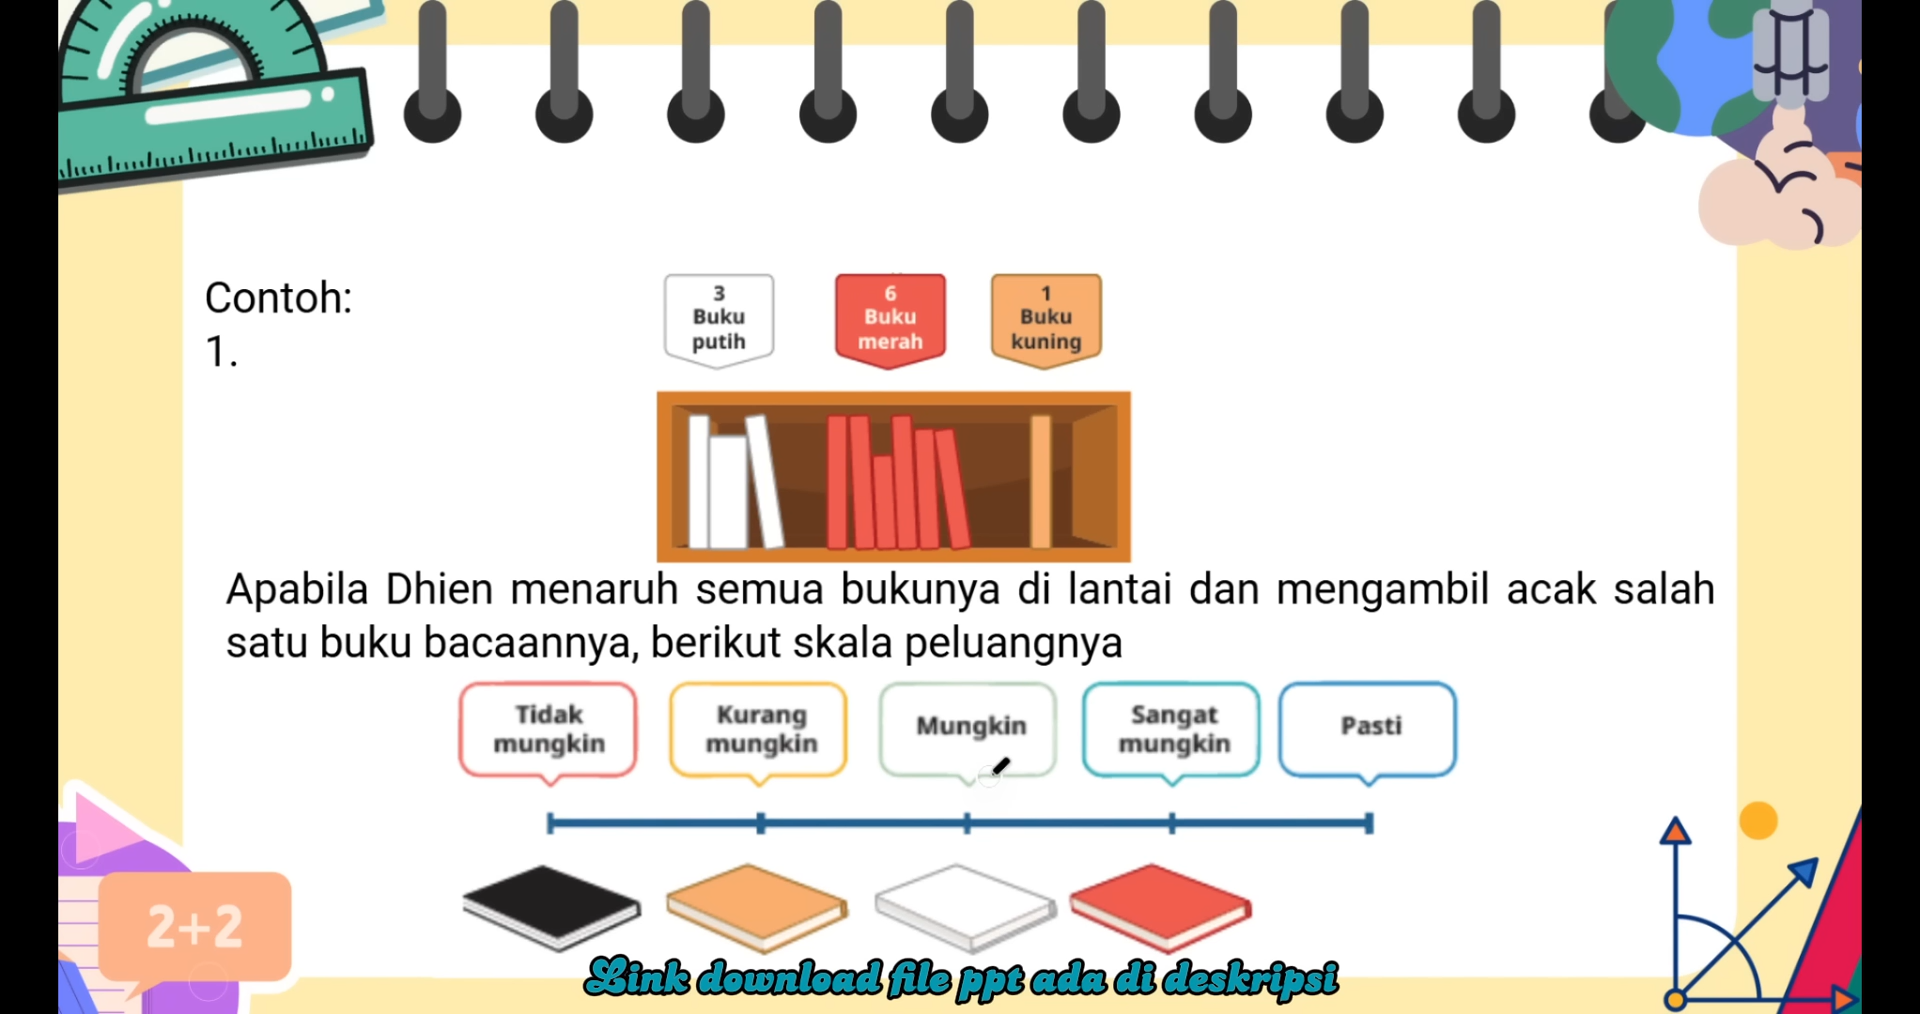 Contoh:
1.
3
Buku
putih
6
Buku
merah
1
Buku
kuning
Apabila Dhien menaruh semua bukunya di lantai dan mengambil acak salah
satu buku bacaannya, berikut skala peluangnya
Tidak
mungkin
Kurang
mungkin
Mungkin
Sangat
mungkin
Pasti
2+2
Link download file ppt ada di deskripsi